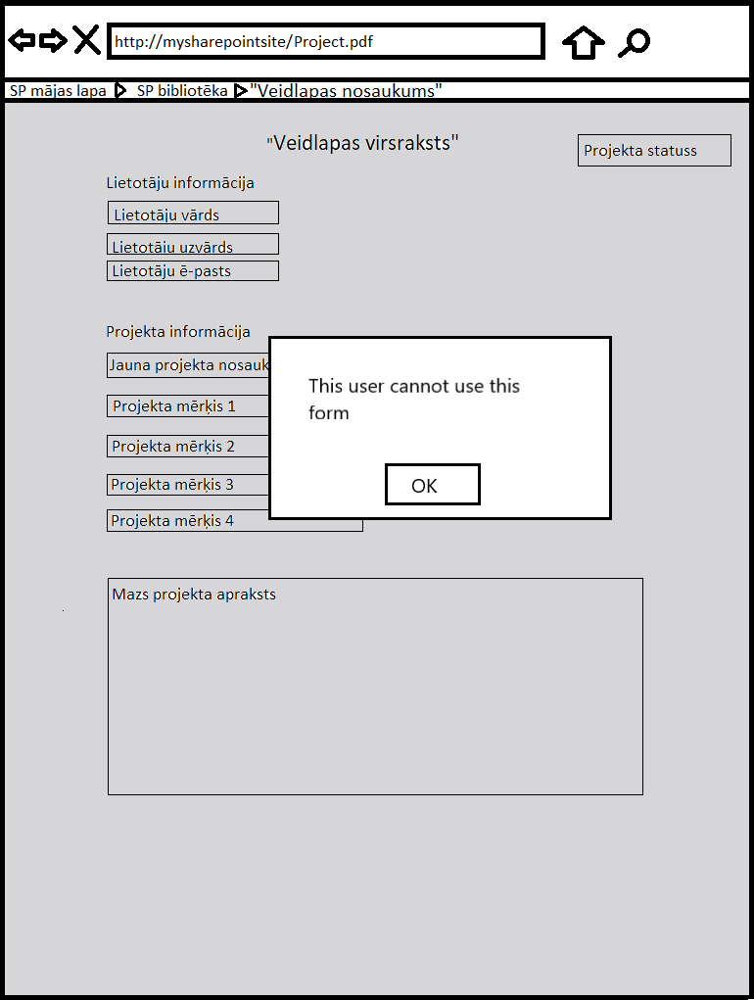 http://mysharepointsite/Project.pdf
SP mājas lapa SP bibliotēka "Veidlapas nosaukums"
"Veidlapas virsraksts"
Projekta statuss
Lietotāju informācija
Lietotāju vārds
Lietotāju uzvārds
Lietotāju ē-pasts
Projekta informācija
Jauna projekta nosauk
Projekta mērķis 1
Projekta mērķis 2
Projekta mērķis 3
Projekta mērķis 4
This user cannot use this
form
OK
Mazs projekta apraksts